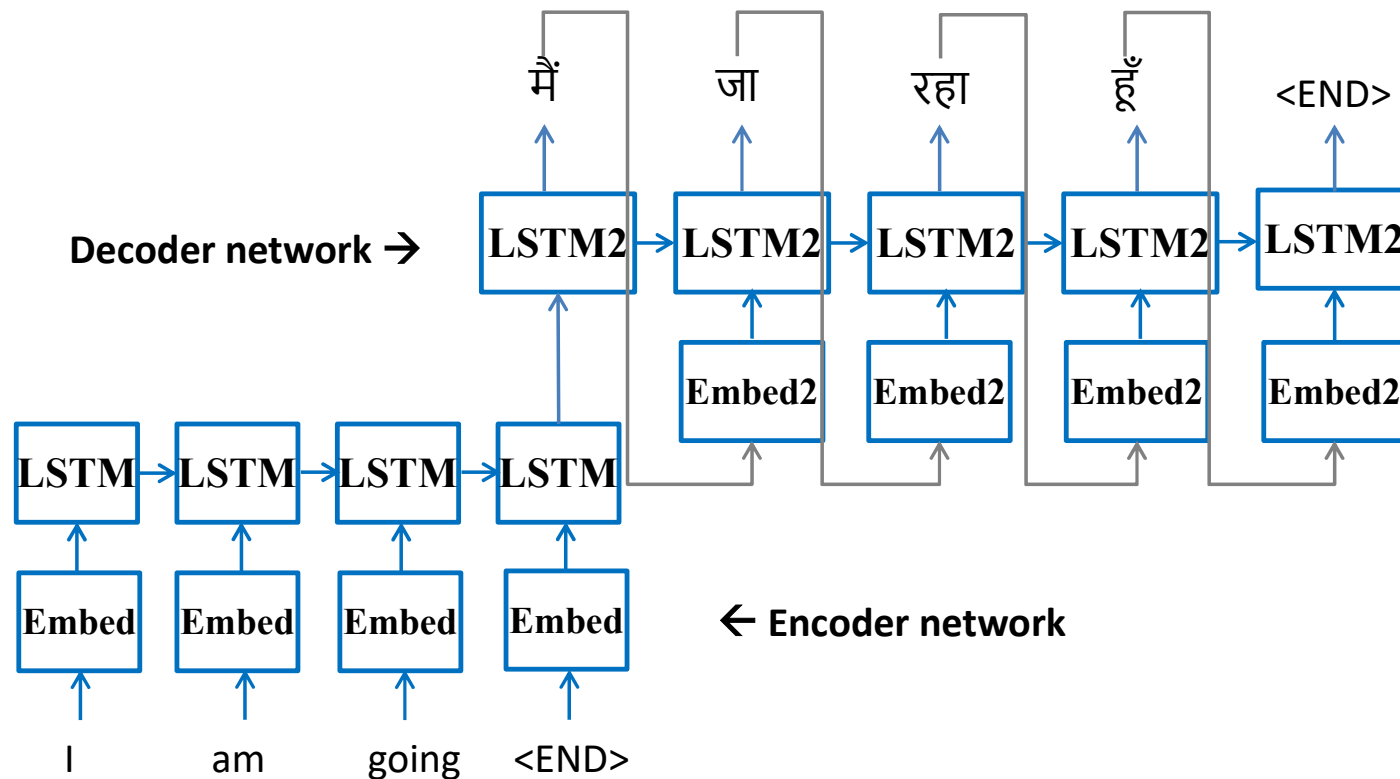 मैं जा रहा हूँ <END>
Decoder network → LSTM2 LSTM2 LSTM2 LSTM2 LSTM2
Embed2 Embed2 Embed2 Embed2
LSTM LSTM LSTM LSTM
Embed Embed Embed Embed ← Encoder network
I am going <END>